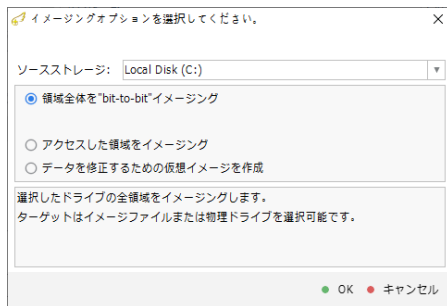 イメージングオプションを選択してください。
ソースストレージ: Local Disk (C:)
領域全体を"bit-to-bit"イメージング
アクセスした領域をイメージング
データを修正するための仮想イメージを作成
選択したドライブの全領域をイメージングします。
ターゲットはイメージファイルまたは物理ドライブを選択可能です。
OK キャンセル